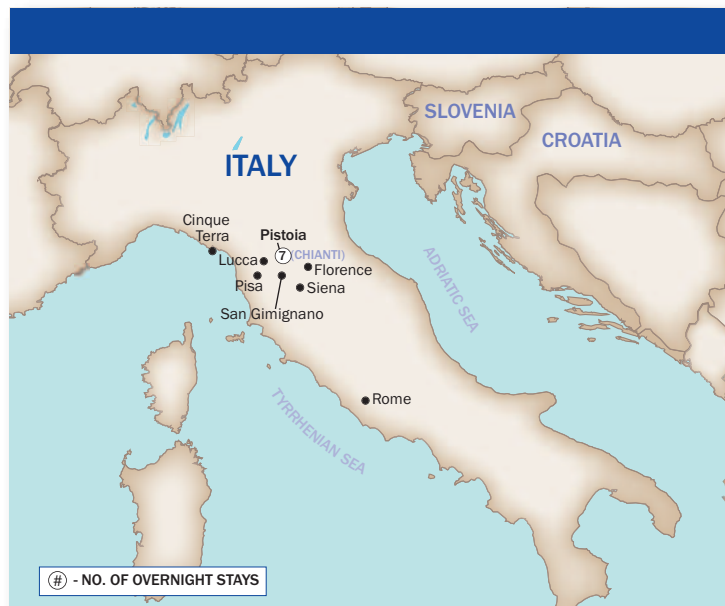 SLOVENIA
CROATIA
ITALY
Cinque
Terra
Pistoia
7
(CHIANTI)
Lucca
Florence
Pisa
Siena
San Gimignano
ADRIATIC SEA
TYRRHENIAN SEA
Rome
# - NO. OF OVERNIGHT STAYS